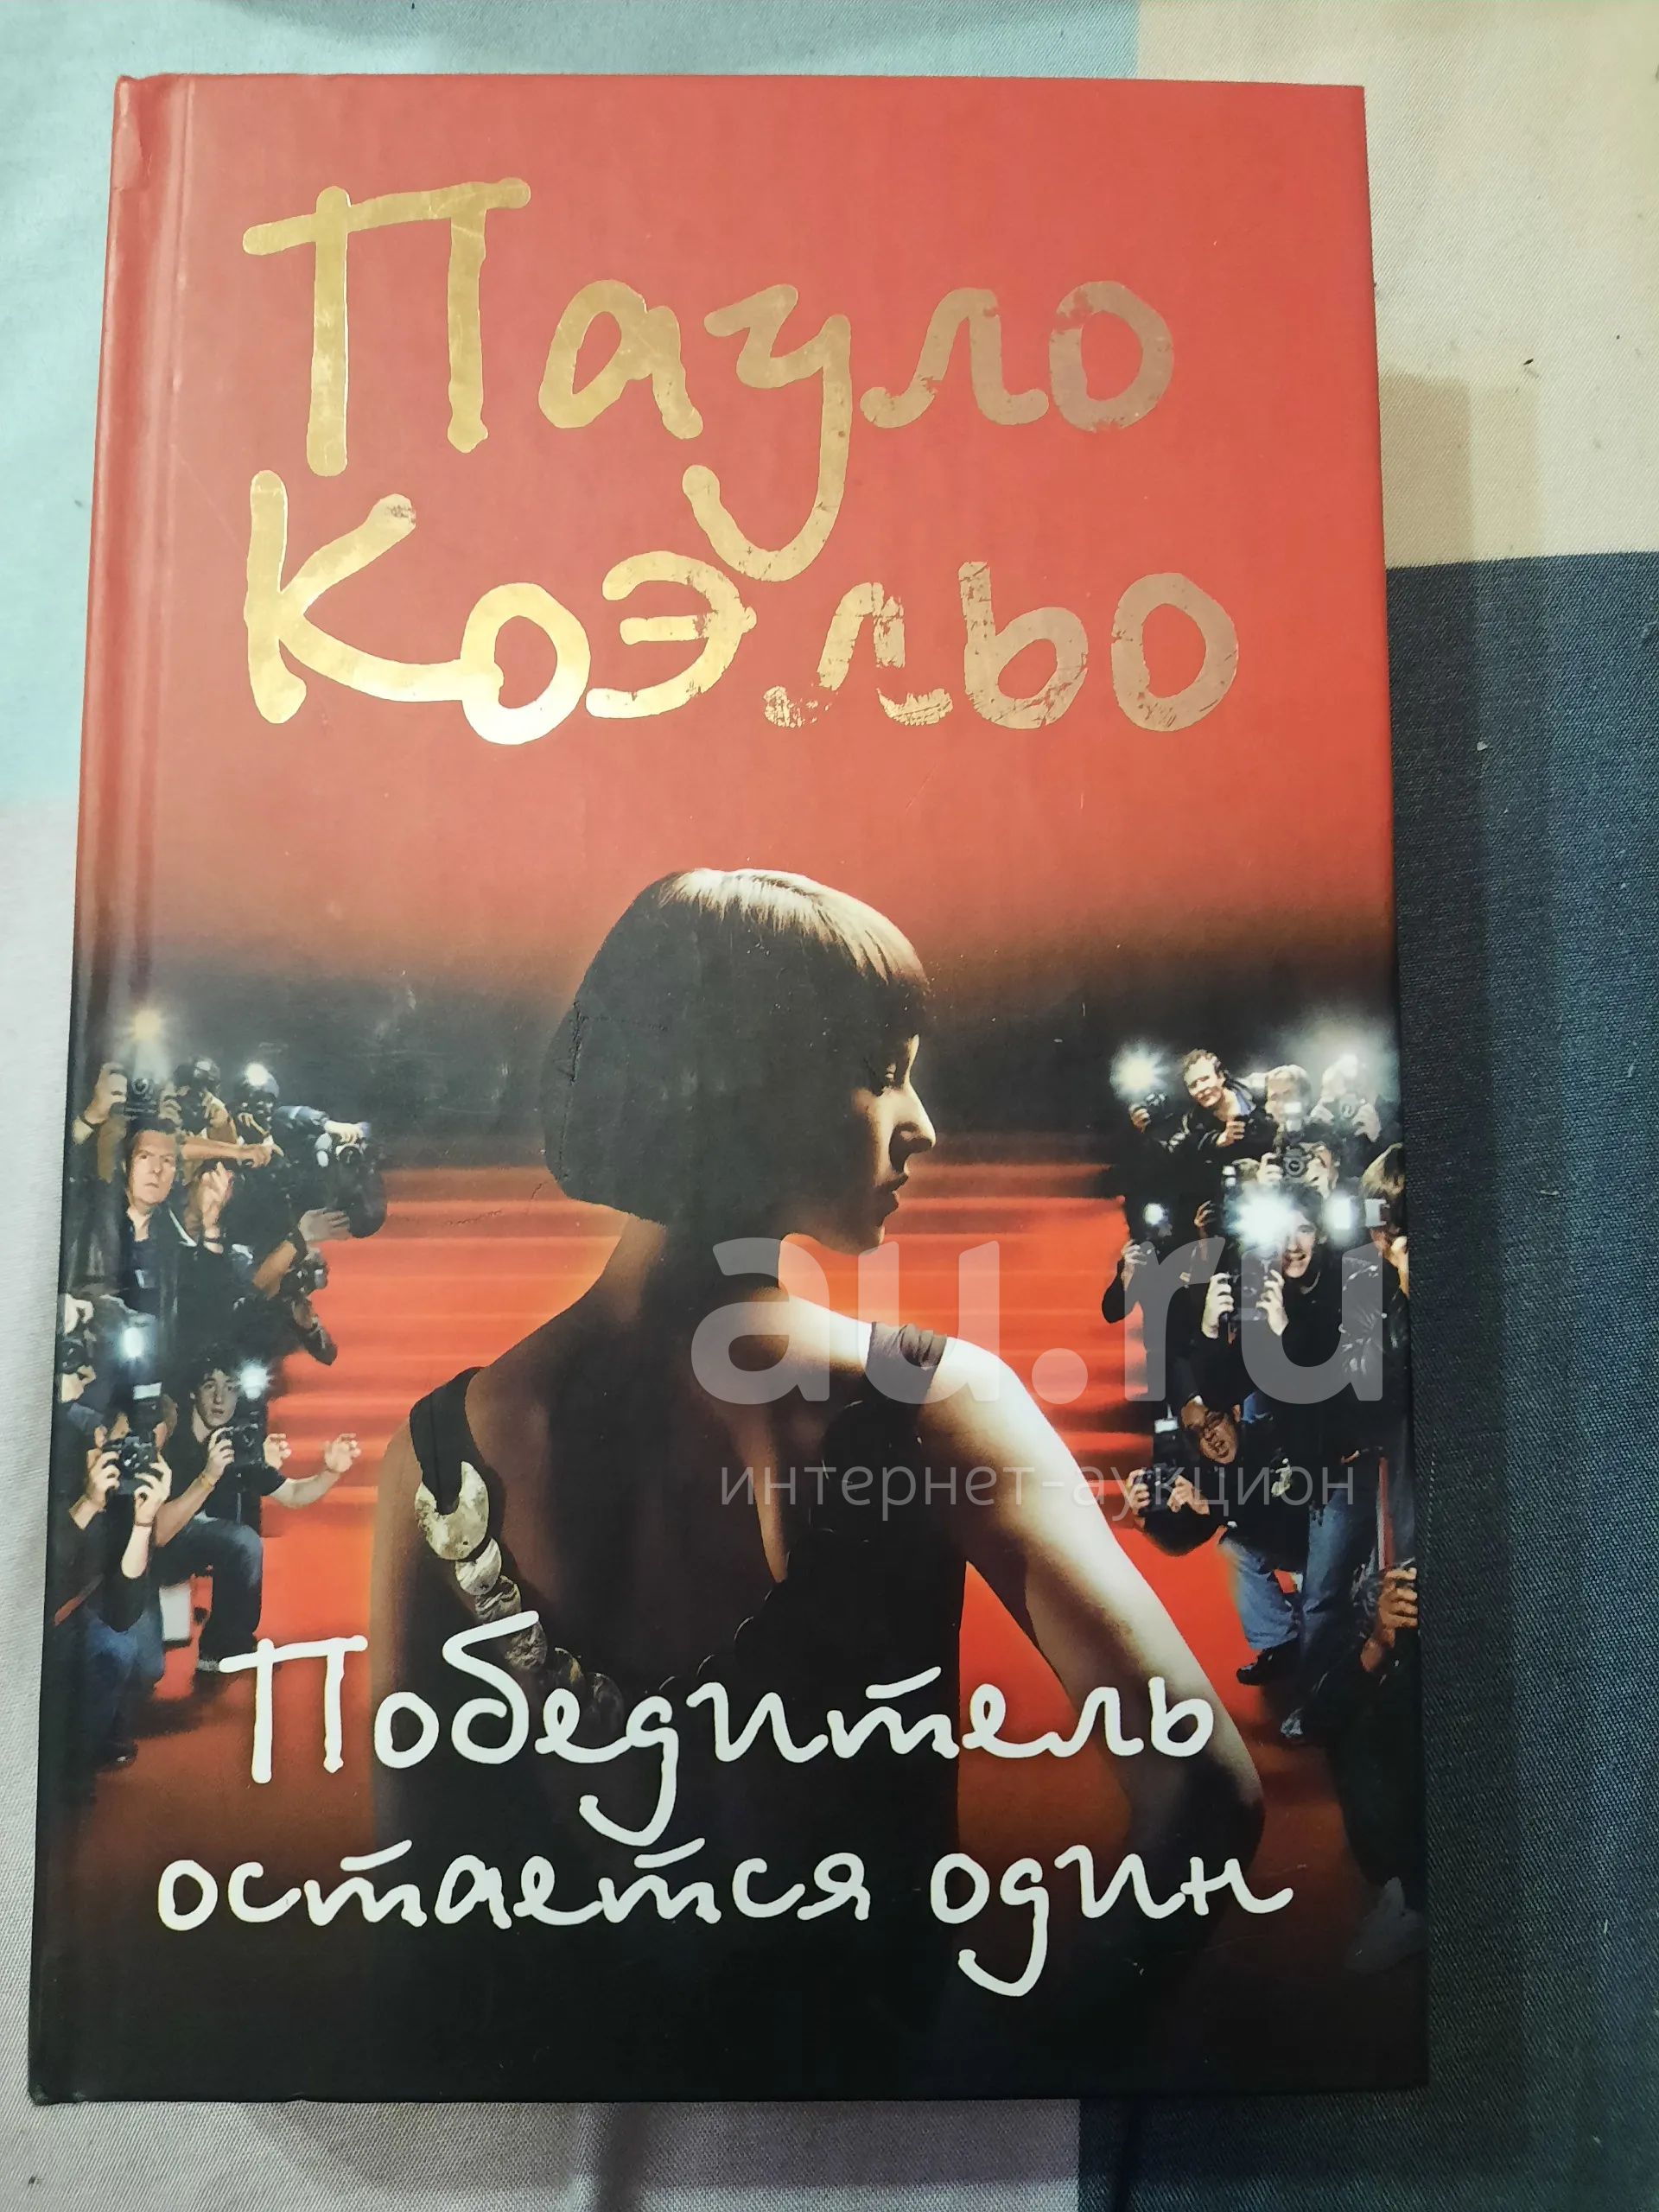 Пауло
Коэльо
au.ru
интернет-аукцион
Победитель
остается один